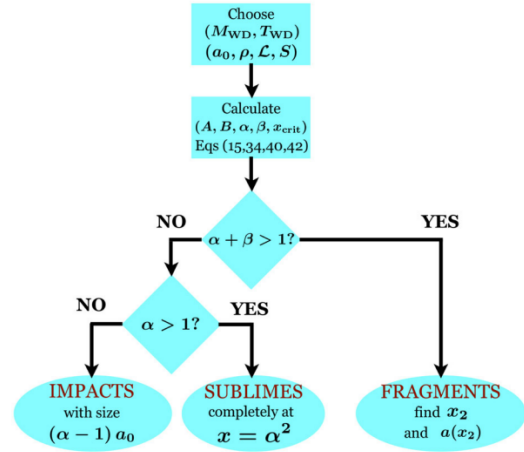 Choose
(M_WD, T_WD)
(a_0, ρ, ℒ, S)
Calculate
(A, B, α, β, x_crit)
Eqs (15,34,40,42)
NO
YES
α + β > 1?
NO
YES
α > 1?
IMPACTS
with size
(α − 1) a_0
SUBLIMES
completely at
x = α²
FRAGMENTS
find x_2
and a(x_2)